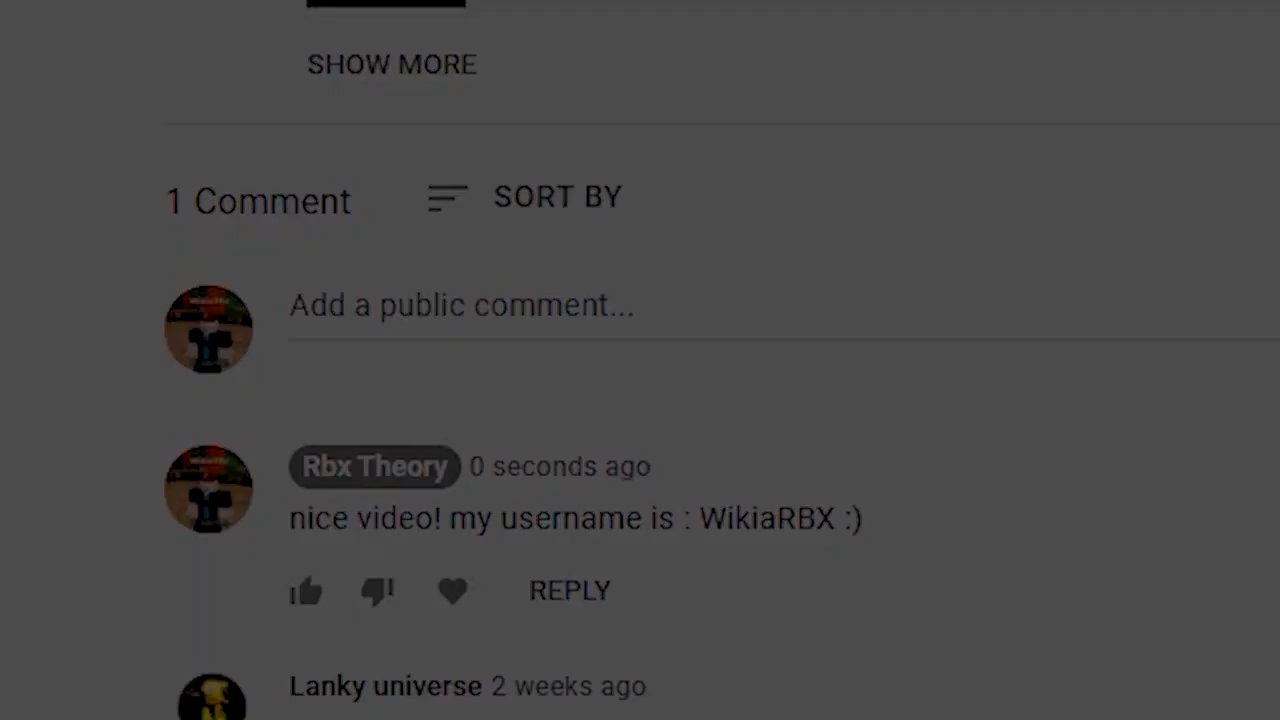 SHOW MORE
1 Comment
SORT BY
Add a public comment...
Rbx Theory 0 seconds ago
nice video! my username is : WikiaRBX :)
REPLY
Lanky universe 2 weeks ago